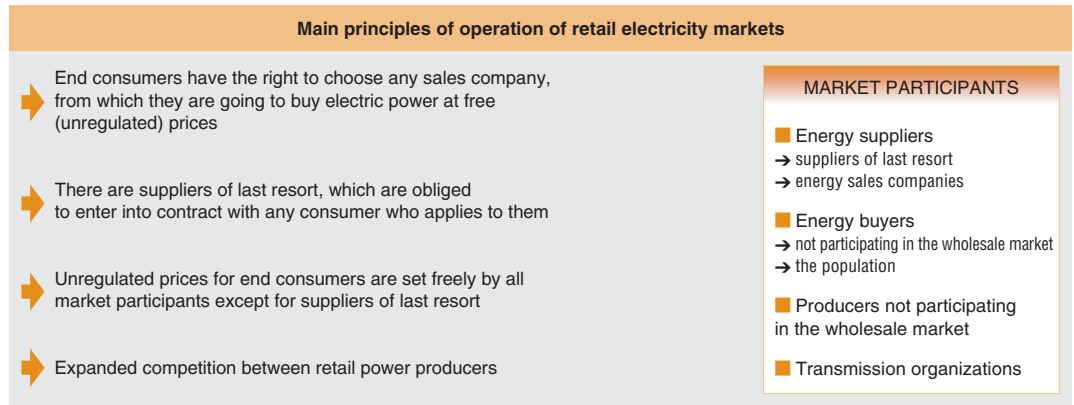 Main principles of operation of retail electricity markets
End consumers have the right to choose any sales company,
from which they are going to buy electric power at free
(unregulated) prices
There are suppliers of last resort, which are obliged
to enter into contract with any consumer who applies to them
Unregulated prices for end consumers are set freely by all
market participants except for suppliers of last resort
Expanded competition between retail power producers
MARKET PARTICIPANTS
Energy suppliers
➔ suppliers of last resort
➔ energy sales companies
Energy buyers
➔ not participating in the wholesale market
➔ the population
Producers not participating
in the wholesale market
Transmission organizations